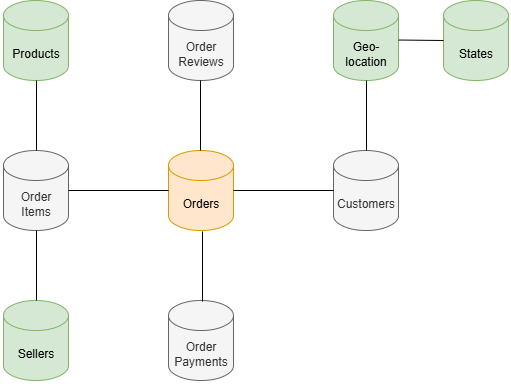 Products
Order
Reviews
Geo-
location
States
Order
Items
Orders
Customers
Sellers
Order
Payments